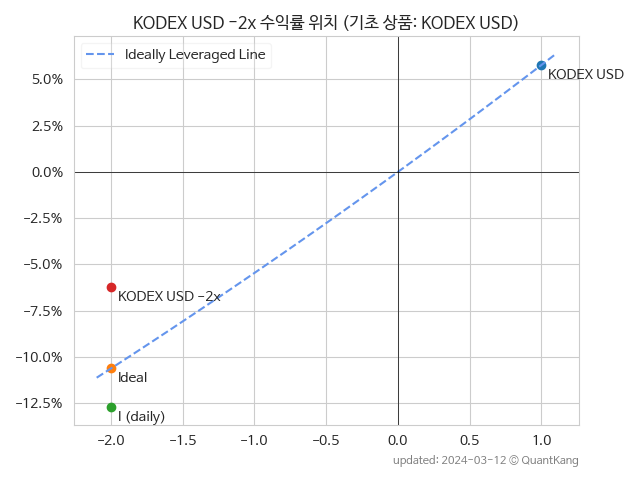 KODEX USD -2x 수익률 위치 (기초 상품: KODEX USD)
Ideally Leveraged Line
5.0%
KODEX USD
2.5%
0.0%
-2.5%
-5.0%
KODEX USD -2x
-7.5%
-10.0%
Ideal
-12.5%
I (daily)
-2.0 -1.5 -1.0 -0.5 0.0 0.5 1.0
updated: 2024-03-12 © QuantKang